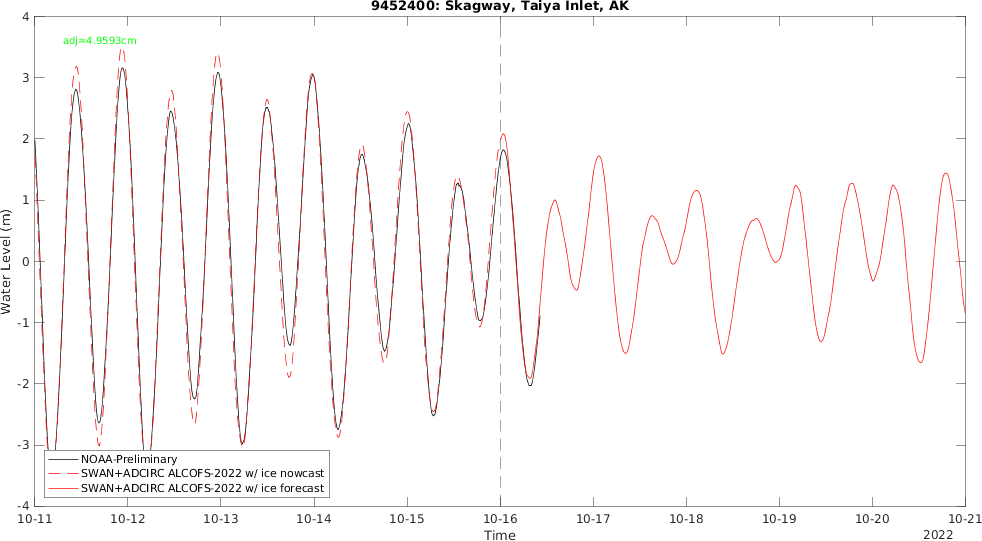 9452400: Skagway, Taiya Inlet, AK
adj=4.9593cm
Water Level (m)
4
3
2
1
0
-1
-2
-3
-4
NOAA-Preliminary
SWAN+ADCIRC ALCOFS-2022 w/ ice nowcast
SWAN+ADCIRC ALCOFS-2022 w/ ice forecast
10-11 10-12 10-13 10-14 10-15 10-16 10-17 10-18 10-19 10-20 10-21
Time
2022